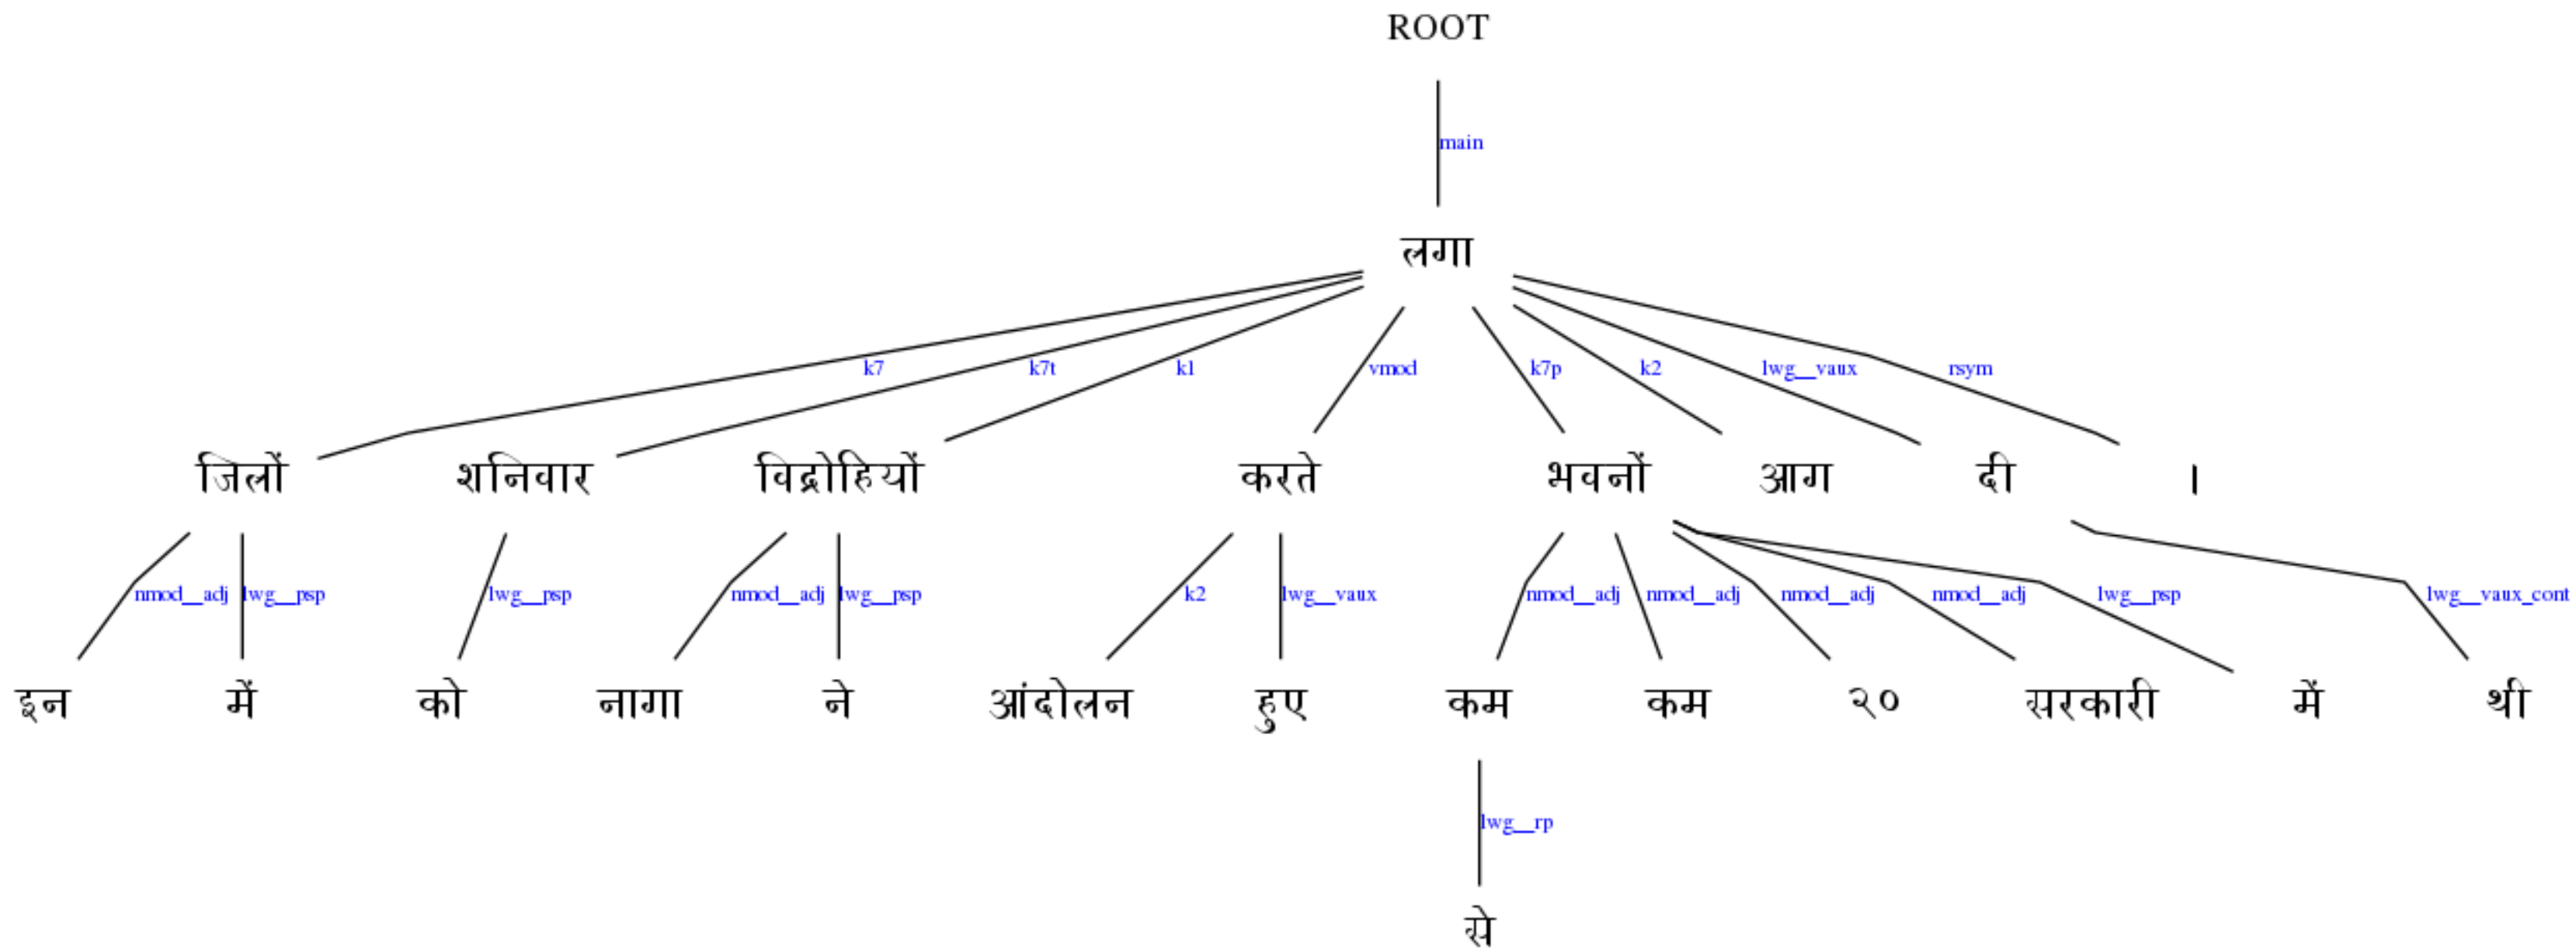 ROOT
main
लगा
k7 k7t k1 vmod k7p k2 lwg__vaux rsym
जिलों शनिवार विद्रोहियों करते भवनों आग दी ।
nmod__adj lwg__psp lwg__psp nmod__adj lwg__psp k2 lwg__vaux nmod__adj nmod__adj nmod__adj nmod__adj lwg__psp lwg__vaux_cont
इन में को नागा ने आंदोलन हुए कम कम २० सरकारी में थी
lwg__rp
से